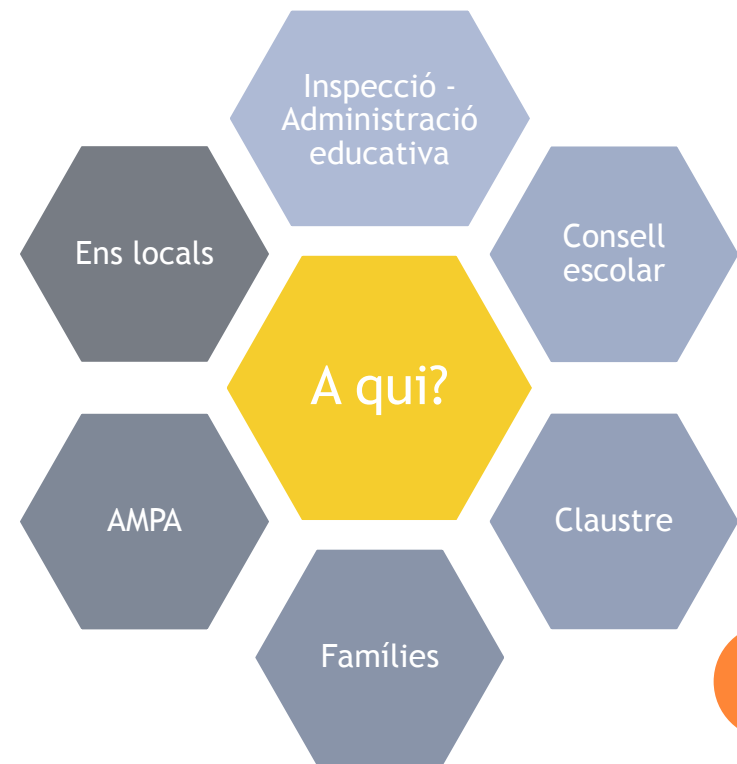 Inspecció -
Administració
educativa
Ens locals
Consell
escolar
A qui?
AMPA
Claustre
Famílies